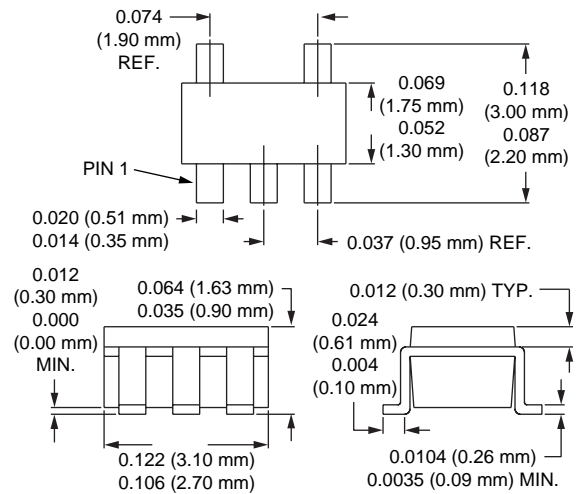 0.074
(1.90 mm)
REF.
0.069
(1.75 mm)
0.052
(1.30 mm)
0.118
(3.00 mm)
0.087
(2.20 mm)
PIN 1
0.020 (0.51 mm)
0.014 (0.35 mm)
0.037 (0.95 mm) REF.
0.012
(0.30 mm)
0.000
(0.00 mm)
MIN.
0.064 (1.63 mm)
0.035 (0.90 mm)
0.012 (0.30 mm) TYP.
0.024
(0.61 mm)
0.004
(0.10 mm)
0.122 (3.10 mm)
0.106 (2.70 mm)
0.0104 (0.26 mm)
0.0035 (0.09 mm) MIN.